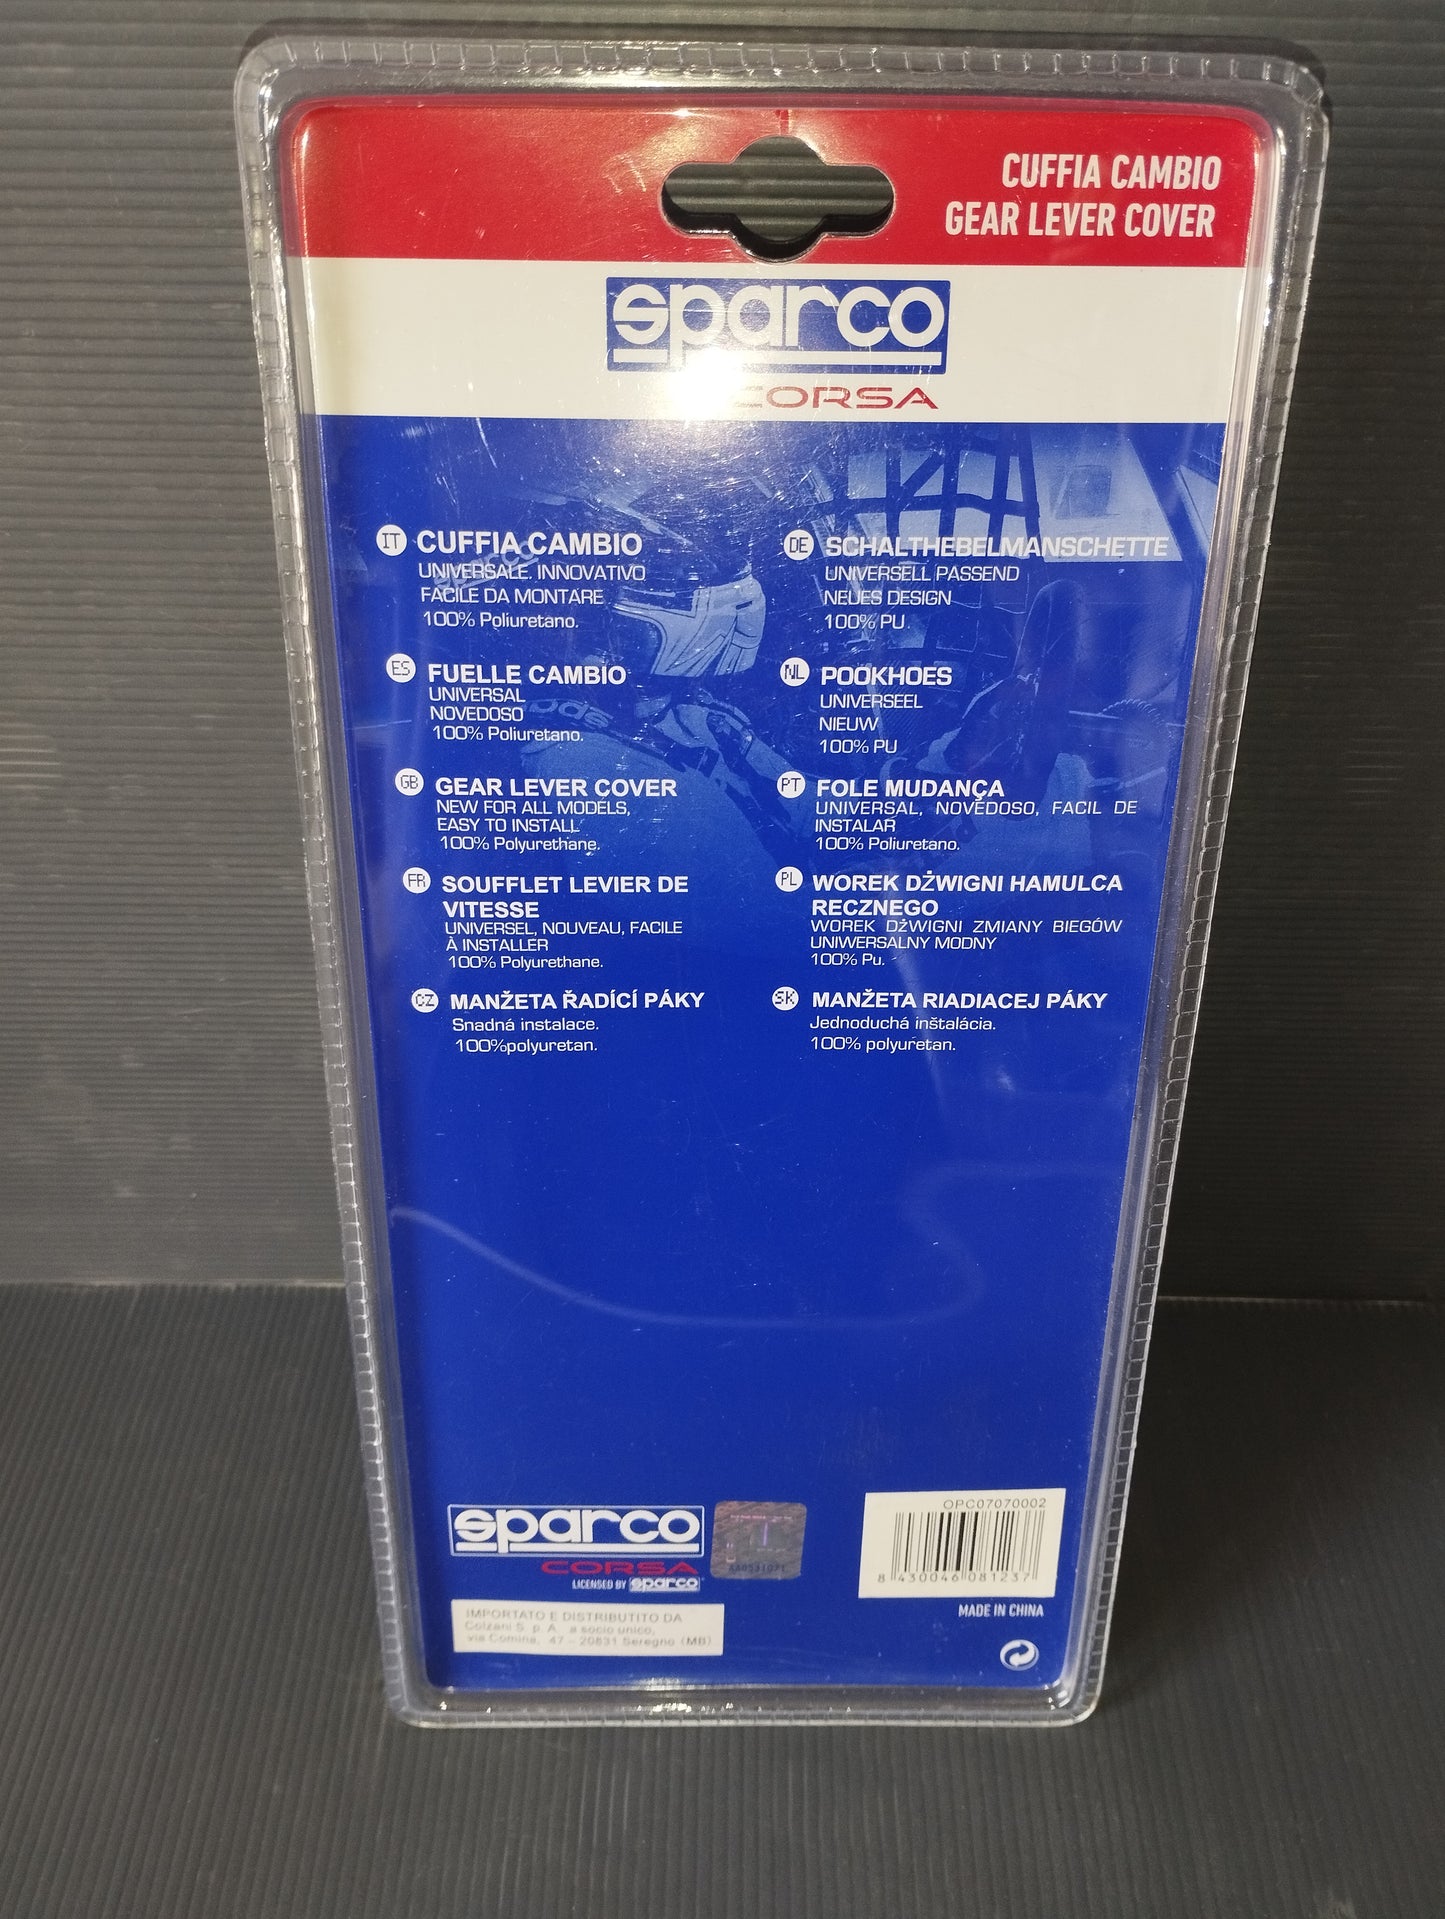 CUFFIA CAMBIO
GEAR LEVER COVER
sparco
CORSA
IT CUFFIA CAMBIO
UNIVERSALE. INNOVATIVO
FACILE DA MONTARE
100% Poliuretano.
ES FUELLE CAMBIO
UNIVERSAL
NOVEDOSO
100% Poliuretano.
GB GEAR LEVER COVER
NEW FOR ALL MODELS,
EASY TO INSTALL
100% Polyurethane.
FR SOUFFLET LEVIER DE
VITESSE
UNIVERSEL, NOUVEAU, FACILE
À INSTALLER
100% Polyurethane.
CZ MANŽETA ŘADÍCÍ PÁKY
Snadná instalace.
100%polyuretan.
DE SCHALTHEBELMANSCHETTE
UNIVERSELL PASSEND
NEUES DESIGN
100% PU
NL POOKHOES
UNIVERSEEL
NIEUW
100% PU
PT FOLE MUDANÇA
UNIVERSAL, NOVEDOSO, FACIL DE
INSTALAR
100% Poliuretano.
PL WOREK DŻWIGNI HAMULCA
RECZNEGO
WOREK DŻWIGNI ZMIANY BIEGÓW
UNIWERSALNY MODNY
100% Pu.
SK MANŽETA RIADIACEJ PÁKY
Jednoduchá inštalácia.
100% polyuretan.
sparco
CORSA
LICENSED BY sparco
AA0531071
IMPORTATO E DISTRIBUTITO DA
Colzani S. p. A. a socio unico,
via Comina, 47 - 20831 Seregno (MB)
OPC07070002
8 430046 081237
MADE IN CHINA